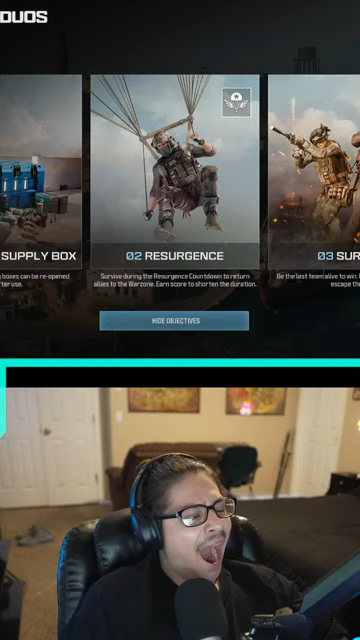 DUOS
SUPPLY BOX
boxes can be re-opened
02 RESURGENCE
Survive during the Resurgence Countdown to return
allies to the Warzone. Earn score to shorten the duration.
03 SUR
Be the last team alive to win.
escape the
HIDE OBJECTIVES